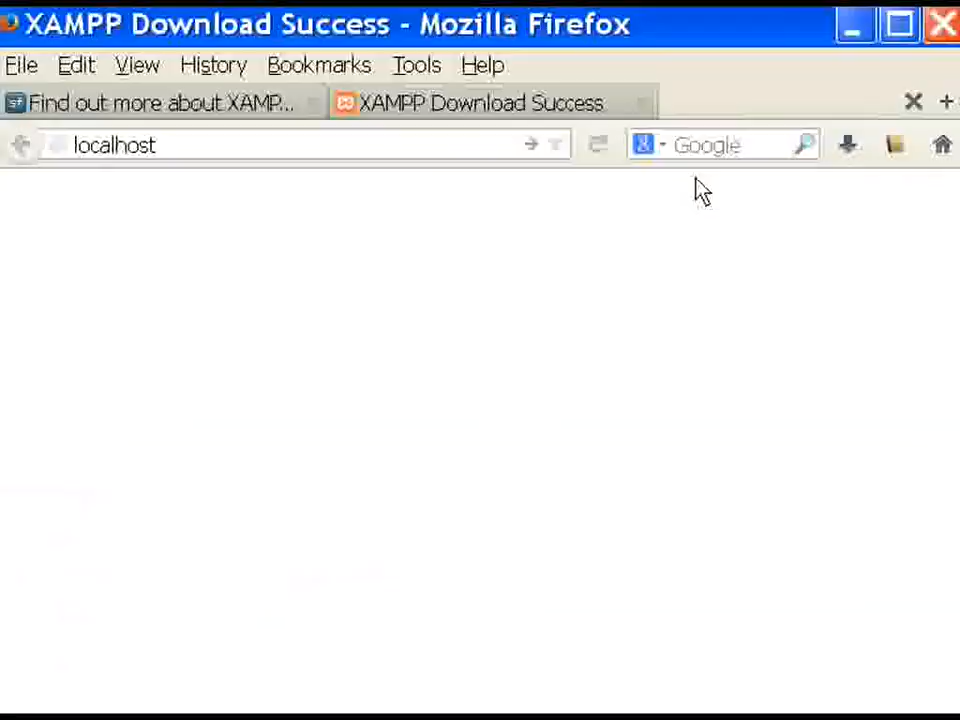 XAMPP Download Success - Mozilla Firefox
File Edit View History Bookmarks Tools Help
Find out more about XAMP... XAMPP Download Success
localhost Google